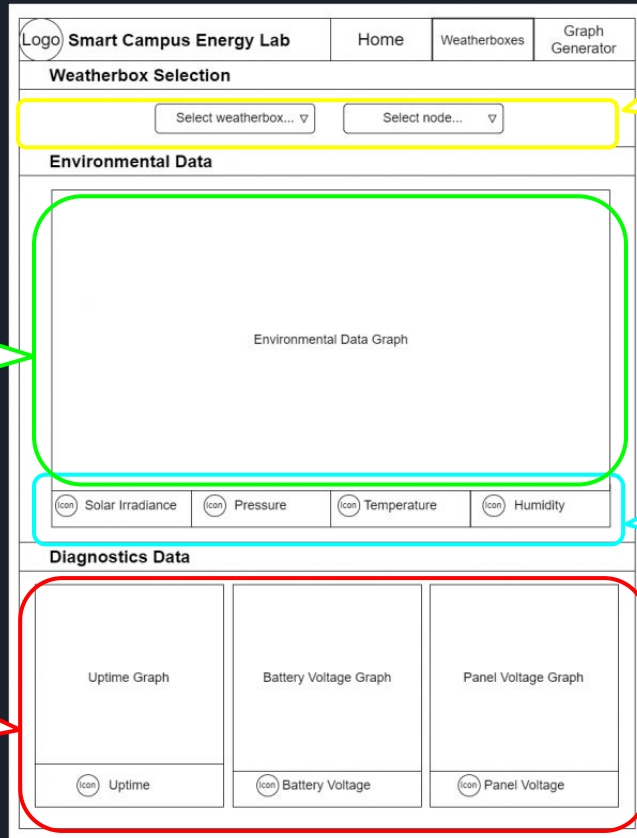 Logo Smart Campus Energy Lab Home Weatherboxes Graph Generator
Weatherbox Selection
Select weatherbox... ▽ Select node... ▽
Environmental Data
Environmental Data Graph
icon Solar Irradiance icon Pressure icon Temperature icon Humidity
Diagnostics Data
Uptime Graph Battery Voltage Graph Panel Voltage Graph
icon Uptime icon Battery Voltage icon Panel Voltage